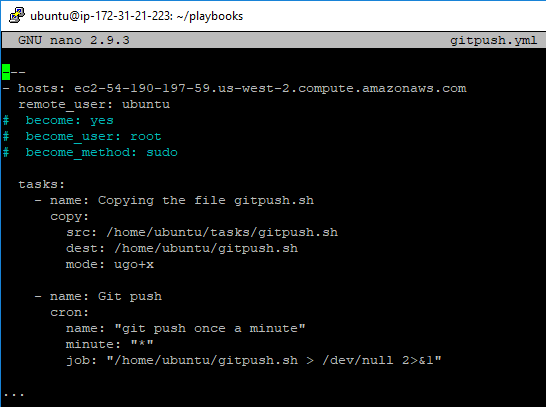 ubuntu@ip-172-31-21-223: ~/playbooks
GNU nano 2.9.3 gitpush.yml
---
- hosts: ec2-54-190-197-59.us-west-2.compute.amazonaws.com
  remote_user: ubuntu
#  become: yes
#  become_user: root
#  become_method: sudo
  tasks:
    - name: Copying the file gitpush.sh
      copy:
        src: /home/ubuntu/tasks/gitpush.sh
        dest: /home/ubuntu/gitpush.sh
        mode: ugo+x
    - name: Git push
      cron:
        name: "git push once a minute"
        minute: "*"
        job: "/home/ubuntu/gitpush.sh > /dev/null 2>&1"
...